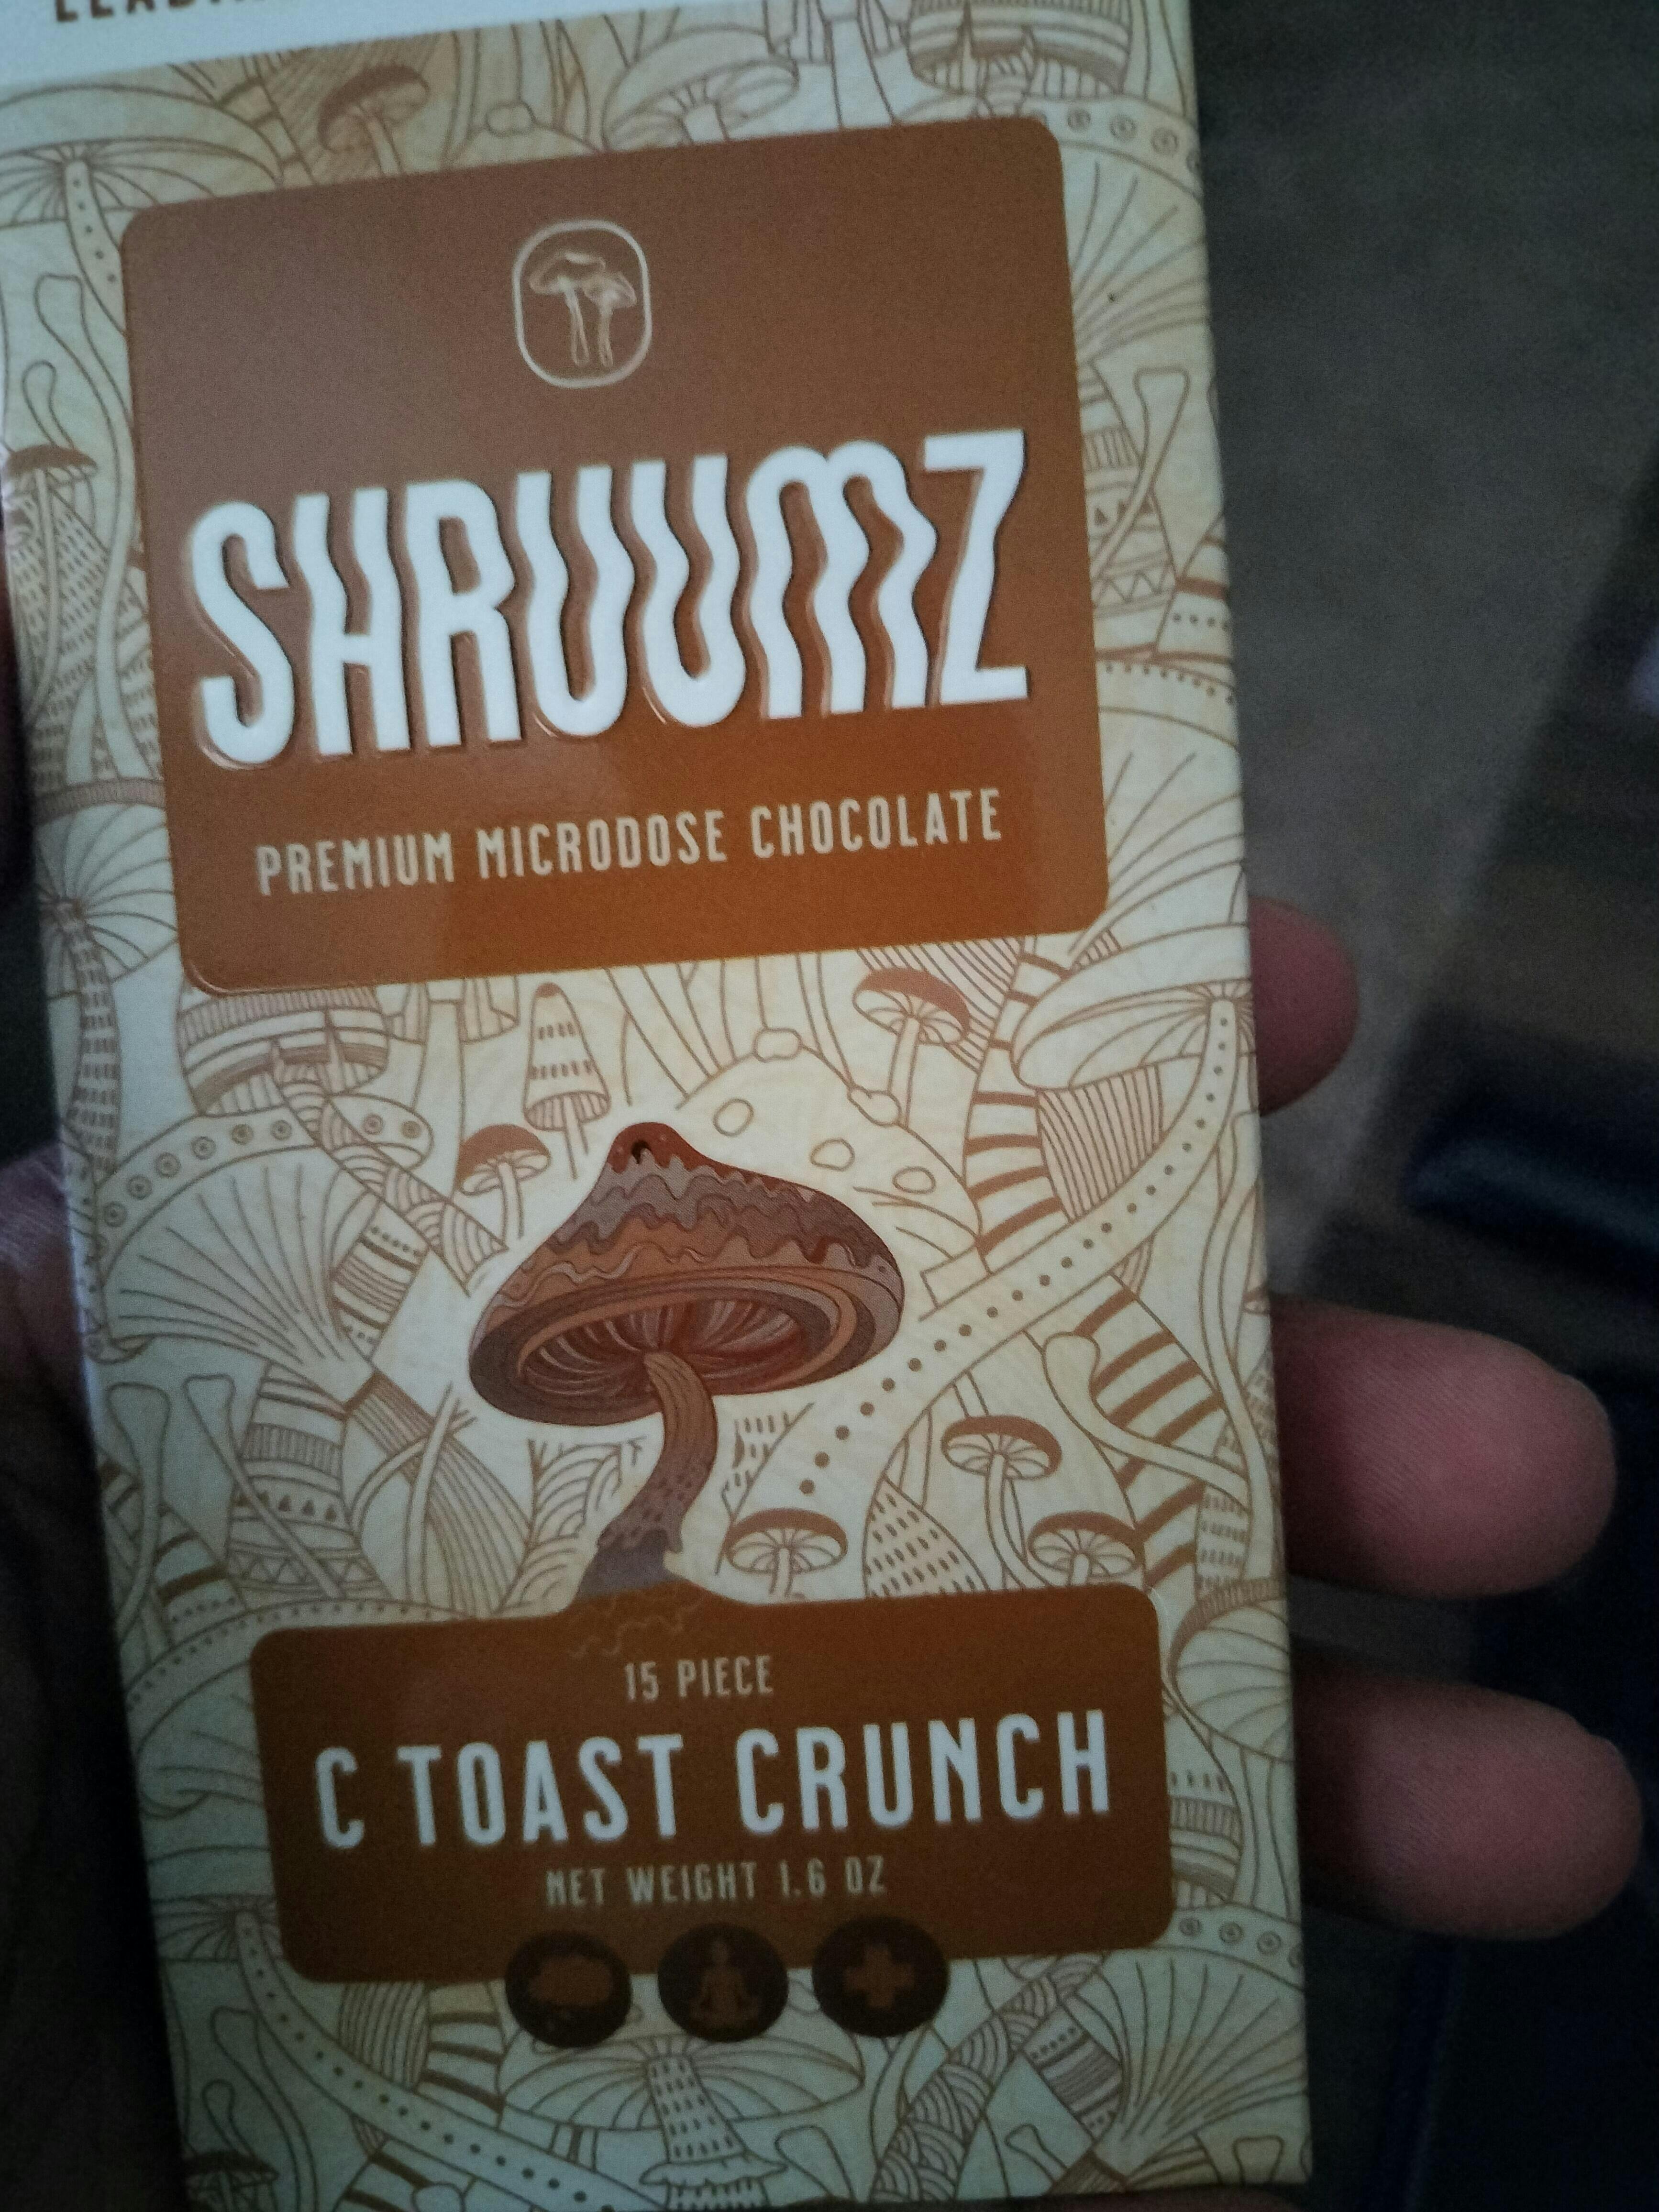 SHRUUMZ
PREMIUM MICRODOSE CHOCOLATE
15 PIECE
C TOAST CRUNCH
NET WEIGHT 1.6 OZ